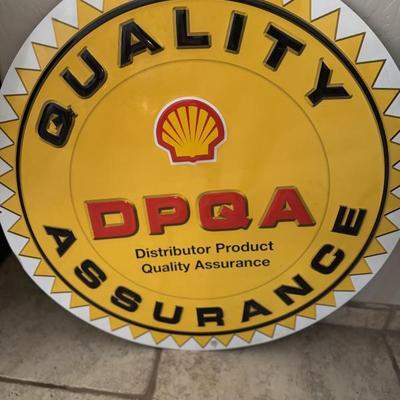 QUALITY
DPQA
Distributor Product
Quality Assurance
ASSURANCE